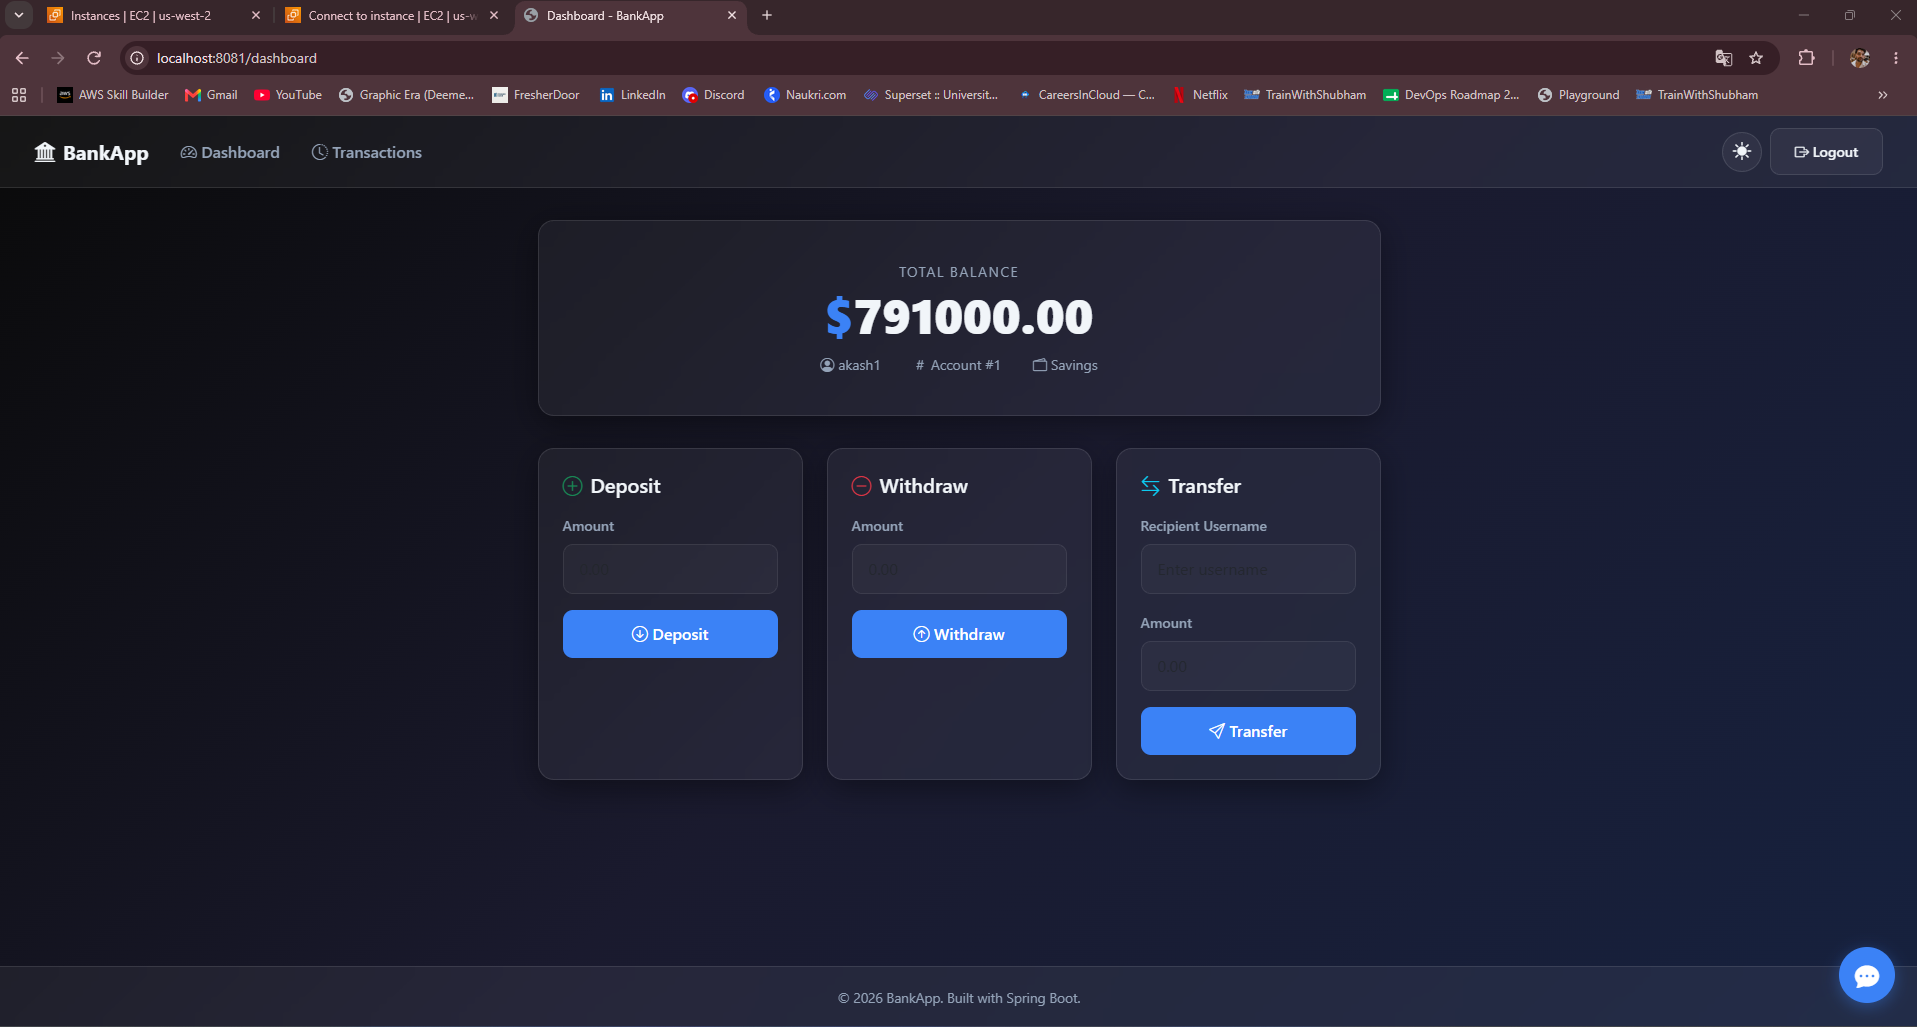 Instances | EC2 | us-west-2
Connect to instance | EC2 | us-w
Dashboard - BankApp
localhost:8081/dashboard
AWS Skill Builder
Gmail
YouTube
Graphic Era (Deeme...
FresherDoor
LinkedIn
Discord
Naukri.com
Superset :: Universit...
CareersInCloud — C...
Netflix
TrainWithShubham
DevOps Roadmap 2...
Playground
TrainWithShubham
BankApp
Dashboard
Transactions
Logout
TOTAL BALANCE
$791000.00
akash1
# Account #1
Savings
Deposit
Amount
0.00
Deposit
Withdraw
Amount
0.00
Withdraw
Transfer
Recipient Username
Enter username
Amount
0.00
Transfer
© 2026 BankApp. Built with Spring Boot.